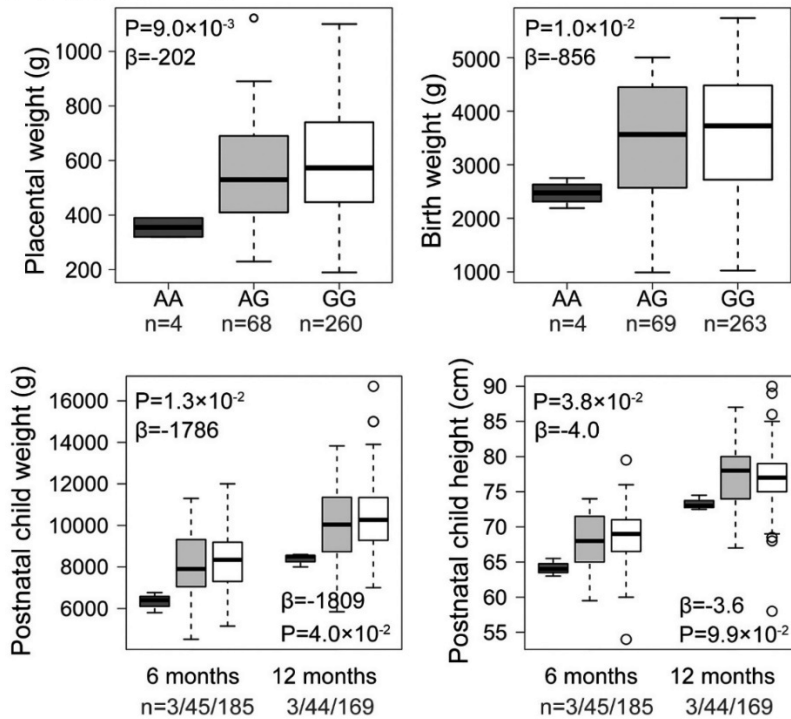 P=9.0×10-3
β=-202
Placental weight (g)
1000
800
600
400
200
AA AG GG
n=4 n=68 n=260
P=1.0×10-2
β=-856
Birth weight (g)
5000
4000
3000
2000
1000
AA AG GG
n=4 n=69 n=263
P=1.3×10-2
β=-1786
Postnatal child weight (g)
16000
14000
12000
10000
8000
6000
β=-1809
P=4.0×10-2
6 months 12 months
n=3/45/185 3/44/169
P=3.8×10-2
β=-4.0
Postnatal child height (cm)
90
85
80
75
70
65
60
55
β=-3.6
P=9.9×10-2
6 months 12 months
n=3/45/185 3/44/169